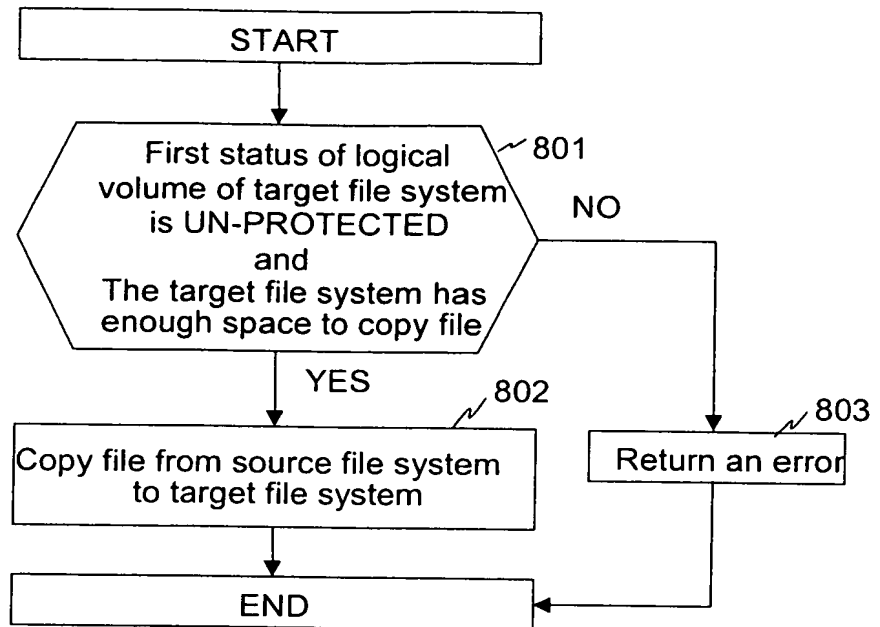 START
First status of logical
volume of target file system
is UN-PROTECTED
and
The target file system has
enough space to copy file
801
NO
YES
802
Copy file from source file system
to target file system
803
Return an error
END